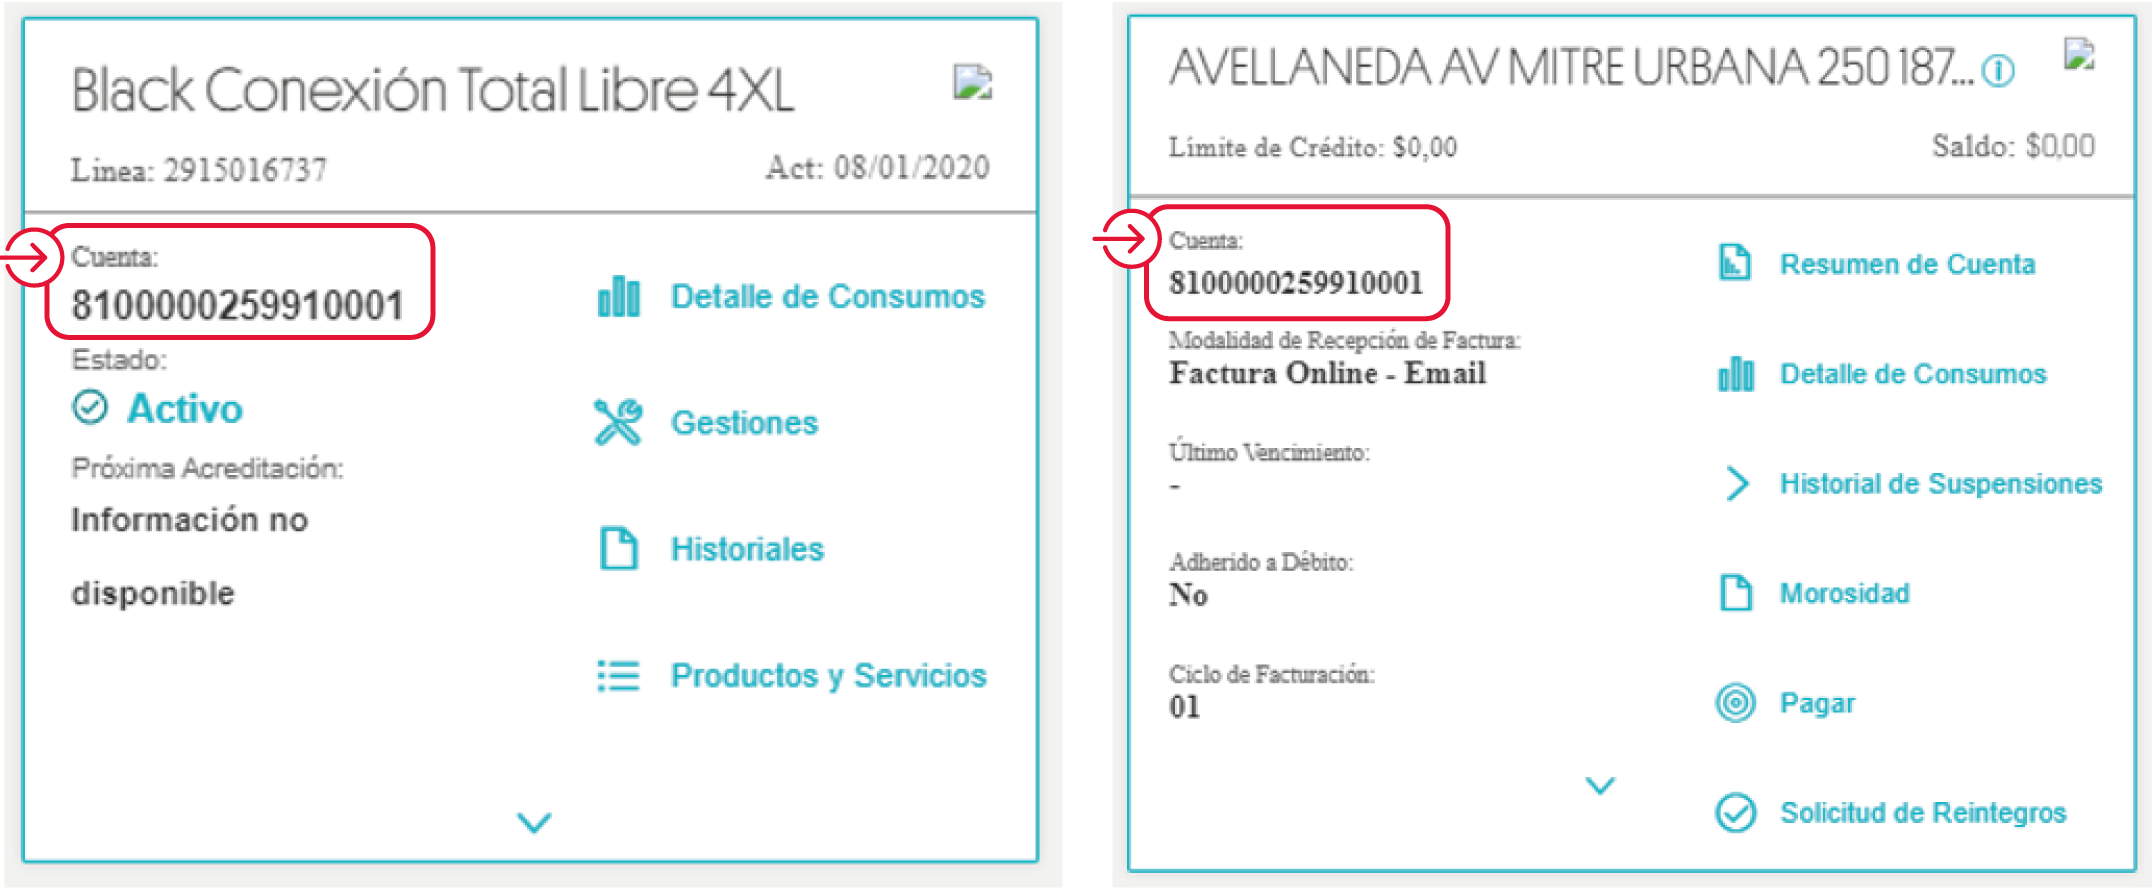 Black Conexión Total Libre 4XL
Linea: 2915016737
Act: 08/01/2020
Cuenta:
8100000259910001
Estado:
Activo
Próxima Acreditación:
Información no
disponible
Detalle de Consumos
Gestiones
Historiales
Productos y Servicios
AVELLANEDA AV MITRE URBANA 250 187...
Límite de Crédito: $0,00
Saldo: $0,00
Cuenta:
8100000259910001
Modalidad de Recepción de Factura:
Factura Online - Email
Último Vencimiento:
-
Adherido a Débito:
No
Ciclo de Facturación:
01
Resumen de Cuenta
Detalle de Consumos
Historial de Suspensiones
Morosidad
Pagar
Solicitud de Reintegros